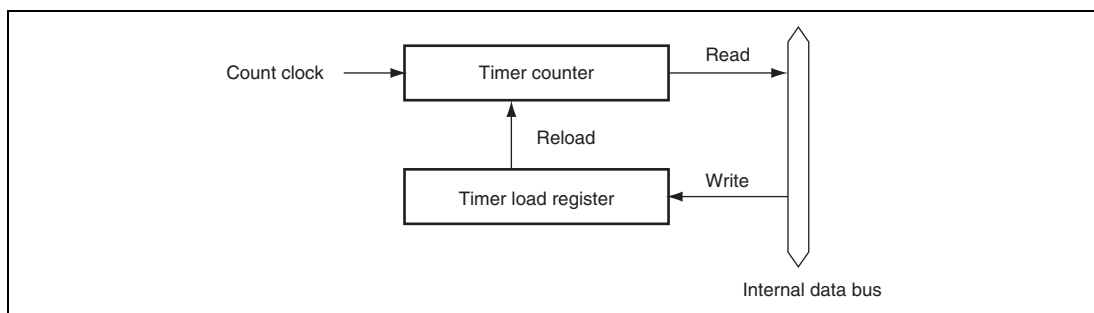 Read
Count clock
Timer counter
Reload
Write
Timer load register
Internal data bus